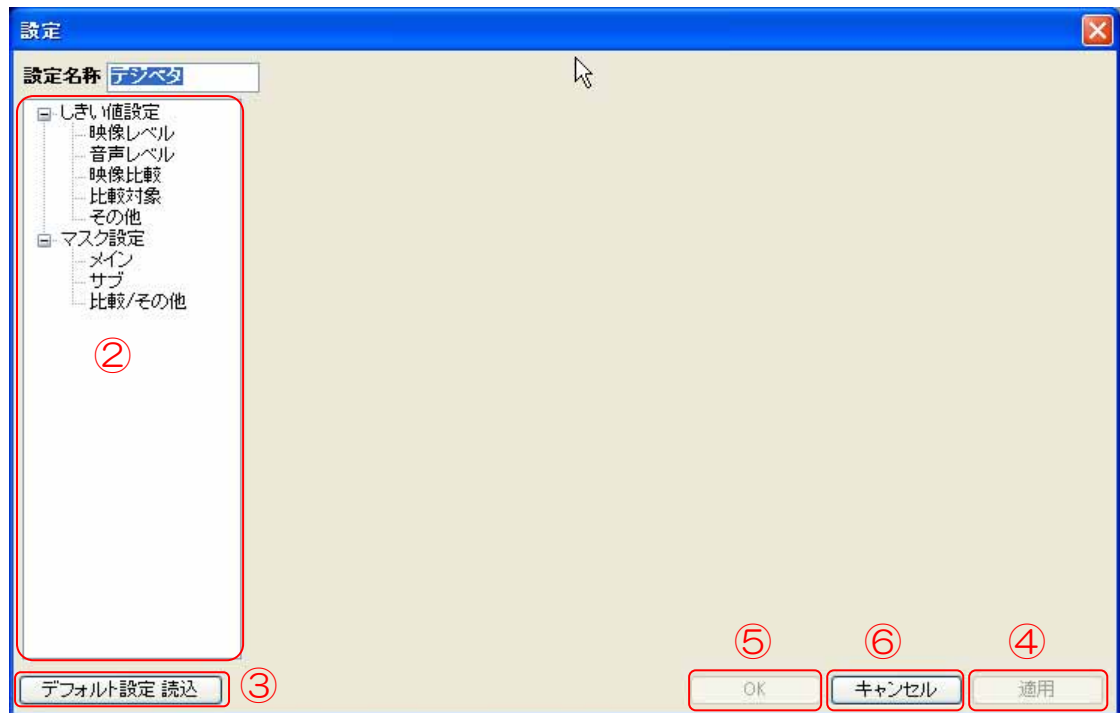 設定
設定名称 デジベタ
しきい値設定
映像レベル
音声レベル
映像比較
比較対象
その他
マスク設定
メイン
サブ
比較/その他
②
⑤ ⑥ ④
デフォルト設定 読込 ③ OK キャンセル 適用